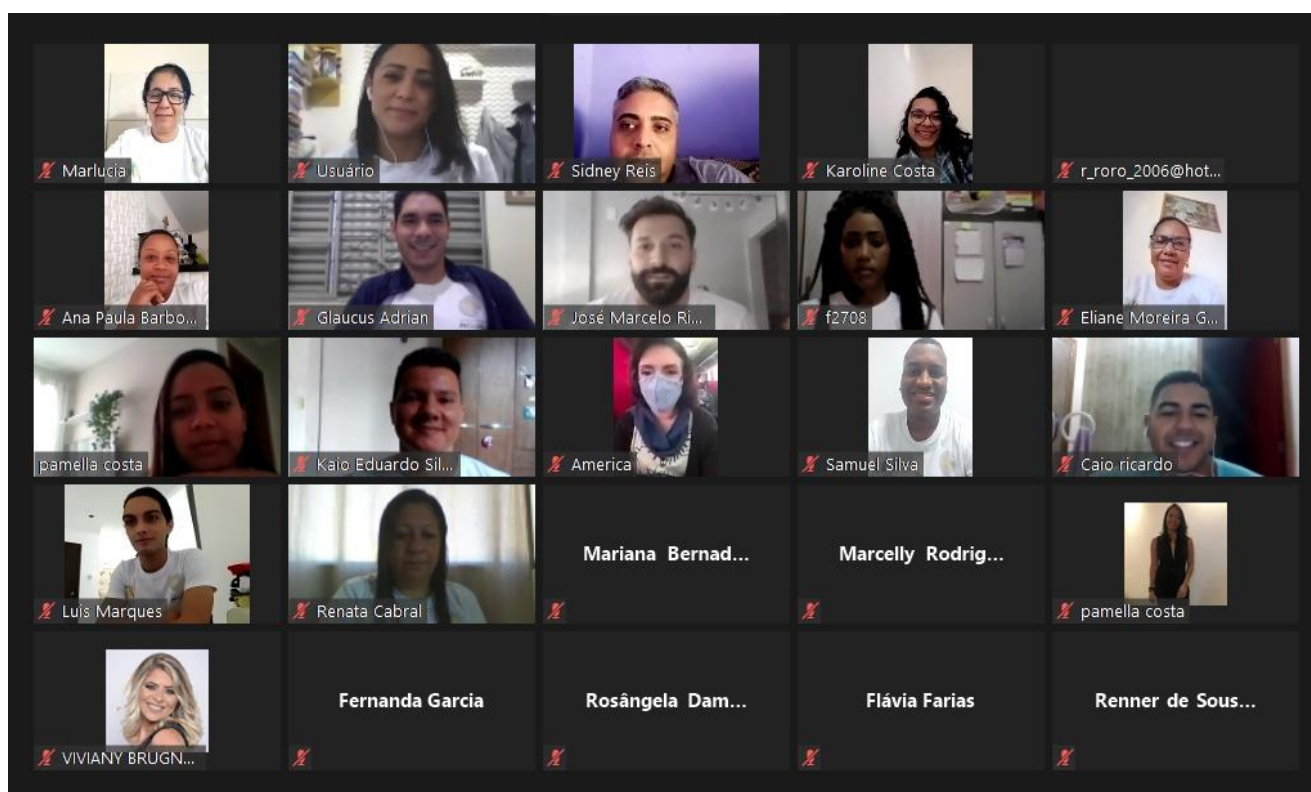 Marlucia
Usuário
Sidney Reis
Karoline Costa
r_roro_2006@hot...
Ana Paula Barbo...
Glaucus Adrian
José Marcelo Ri...
f2708
Eliane Moreira G...
pamella costa
Kaio Eduardo Sil...
America
Samuel Silva
Caio ricardo
Luis Marques
Renata Cabral
Mariana Bernad...
Marcelly Rodrig...
pamella costa
VIVIANY BRUGN...
Fernanda Garcia
Rosângela Dam...
Flávia Farias
Renner de Sous...